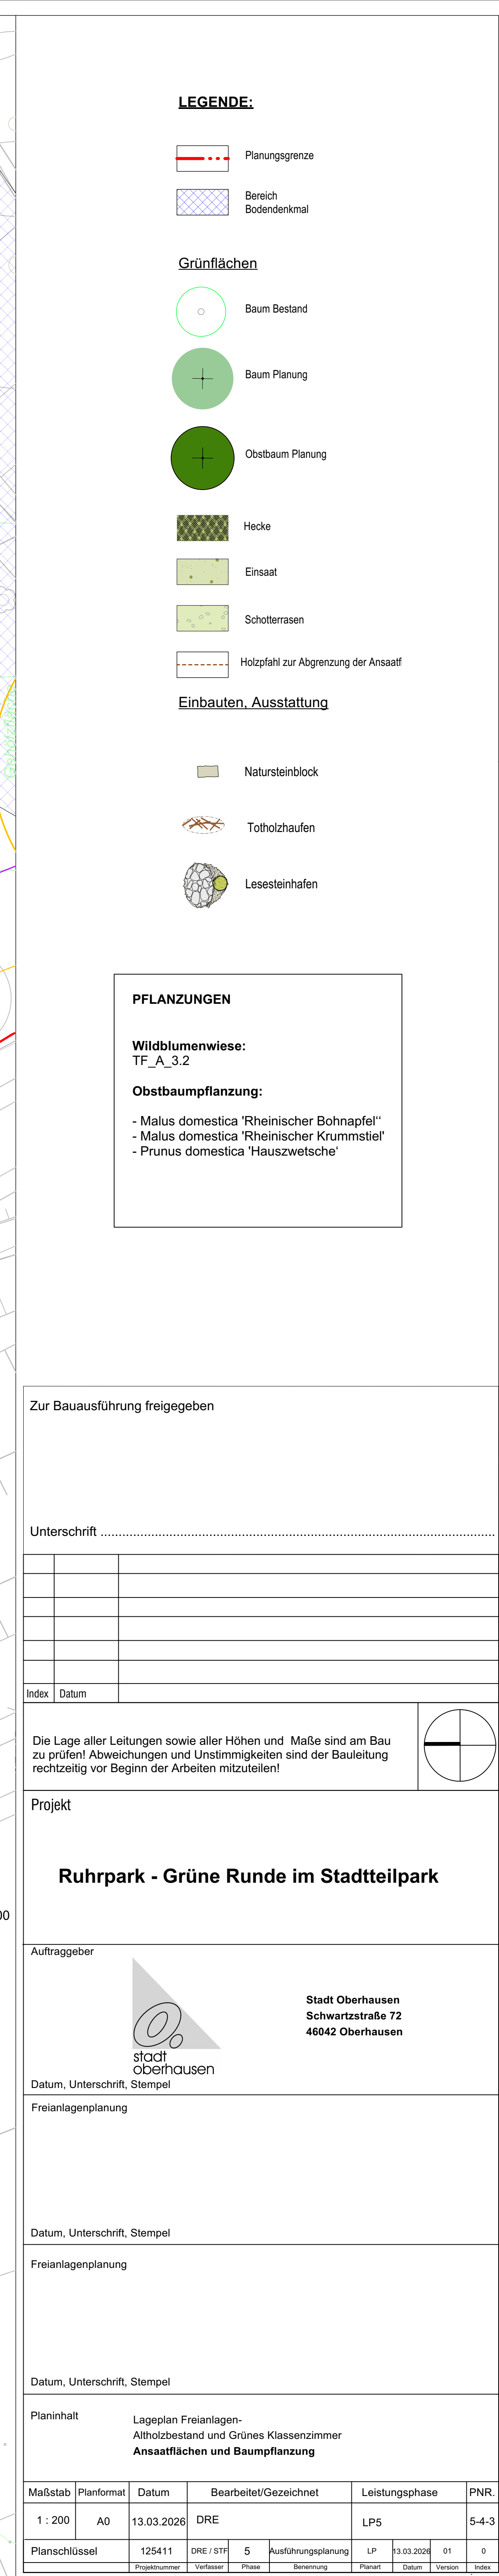 LEGENDE:
Planungsgrenze
Bereich
Bodendenkmal
Grünflächen
Baum Bestand
Baum Planung
Obstbaum Planung
Hecke
Einsaat
Schotterrasen
Holzpfahl zur Abgrenzung der Ansaatf
Einbauten, Ausstattung
Natursteinblock
Totholzhaufen
Lesesteinhafen
PFLANZUNGEN
Wildblumenwiese:
TF_A_3.2
Obstbaumpflanzung:
- Malus domestica 'Rheinischer Bohnapfel‘'
- Malus domestica 'Rheinischer Krummstiel'
- Prunus domestica 'Hauszwetsche‘
Zur Bauausführung freigegeben
Unterschrift ..............................................................................................................
Index Datum
Die Lage aller Leitungen sowie aller Höhen und Maße sind am Bau
zu prüfen! Abweichungen und Unstimmigkeiten sind der Bauleitung
rechtzeitig vor Beginn der Arbeiten mitzuteilen!
Projekt
Ruhrpark - Grüne Runde im Stadtteilpark
00
Auftraggeber
stadt
oberhausen
Stadt Oberhausen
Schwartzstraße 72
46042 Oberhausen
Datum, Unterschrift, Stempel
Freianlagenplanung
Datum, Unterschrift, Stempel
Freianlagenplanung
Datum, Unterschrift, Stempel
Planinhalt
Lageplan Freianlagen-
Altholzbestand und Grünes Klassenzimmer
Ansaatflächen und Baumpflanzung
Maßstab Planformat Datum Bearbeitet/Gezeichnet Leistungsphase PNR.
1 : 200 A0 13.03.2026 DRE LP5 5-4-3
Planschlüssel 125411 DRE / STF 5 Ausführungsplanung LP 13.03.2026 01 0
Projektnummer Verfasser Phase Benennung Planart Datum Version Index